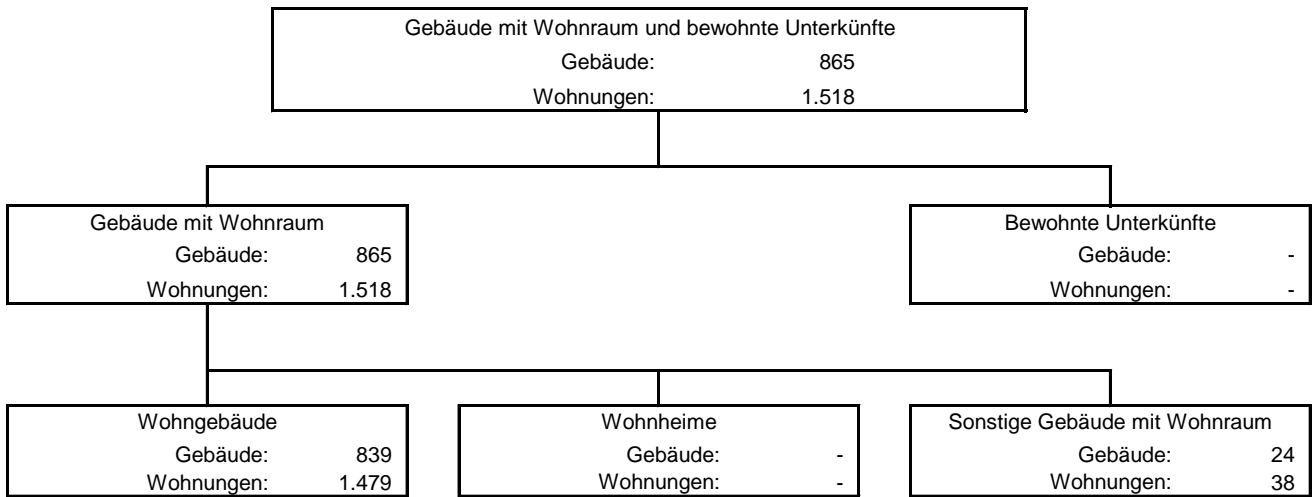 Gebäude mit Wohnraum und bewohnte Unterkünfte
Gebäude: 865
Wohnungen: 1.518
Gebäude mit Wohnraum
Gebäude: 865
Wohnungen: 1.518
Bewohnte Unterkünfte
Gebäude: -
Wohnungen: -
Wohngebäude
Gebäude: 839
Wohnungen: 1.479
Wohnheime
Gebäude: -
Wohnungen: -
Sonstige Gebäude mit Wohnraum
Gebäude: 24
Wohnungen: 38